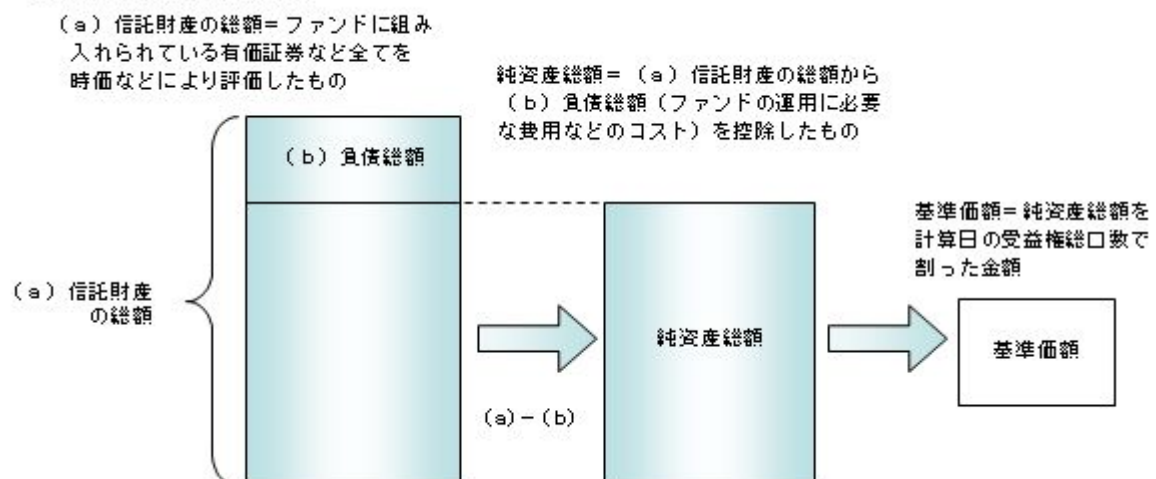 （a）信託財産の総額＝ファンドに組み
入れられている有価証券など全てを
時価などにより評価したもの
純資産総額＝（a）信託財産の総額から
（b）負債総額（ファンドの運用に必要
な費用などのコスト）を控除したもの
（b）負債総額
基準価額＝純資産総額を
計算日の受益権総口数で
割った金額
（a）信託財産
の総額
純資産総額
基準価額
（a）－（b）